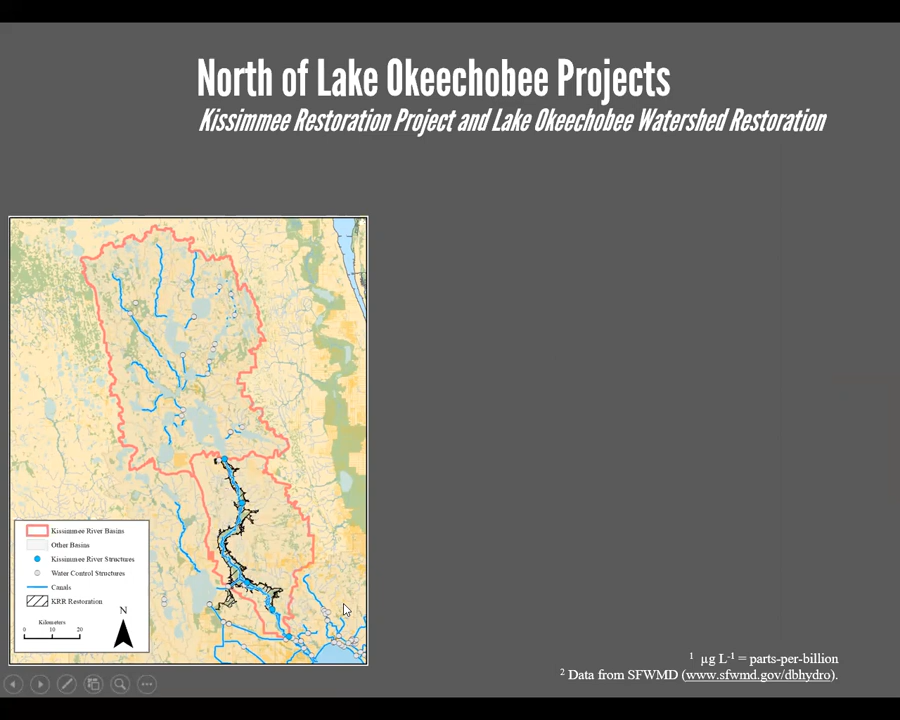 North of Lake Okeechobee Projects
Kissimmee Restoration Project and Lake Okeechobee Watershed Restoration
Kissimmee River Basins
Other Basins
Kissimmee River Structures
Water Control Structures
Canals
KRR Restoration
Kilometers
0 10 20
N
1 µg L-1 = parts-per-billion
2 Data from SFWMD (www.sfwmd.gov/dbhydro).